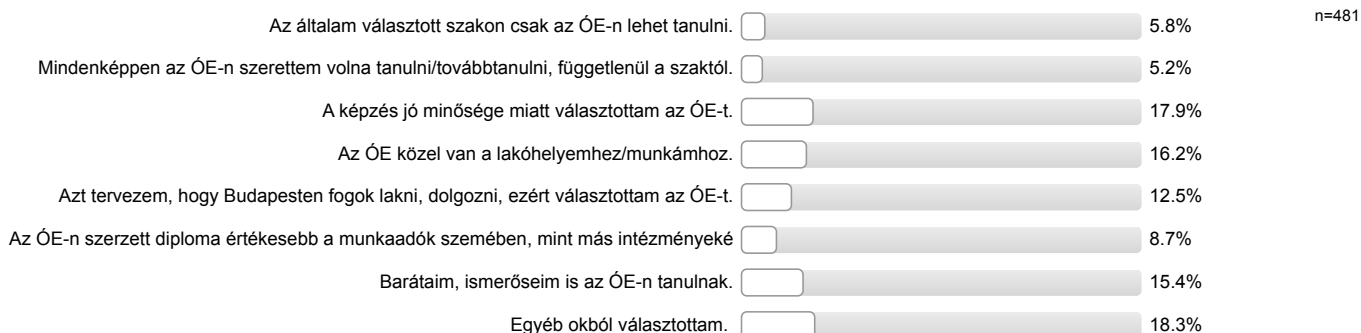 Az általam választott szakon csak az ÓE-n lehet tanulni. 5.8% n=481
Mindenképpen az ÓE-n szerettem volna tanulni/továbbtanulni, függetlenül a szaktól. 5.2%
A képzés jó minősége miatt választottam az ÓE-t. 17.9%
Az ÓE közel van a lakóhelyemhez/munkámhoz. 16.2%
Azt tervezem, hogy Budapesten fogok lakni, dolgozni, ezért választottam az ÓE-t. 12.5%
Az ÓE-n szerzett diploma értékesebb a munkaadók szemében, mint más intézményeké 8.7%
Barátaim, ismerőseim is az ÓE-n tanulnak. 15.4%
Egyéb okból választottam. 18.3%